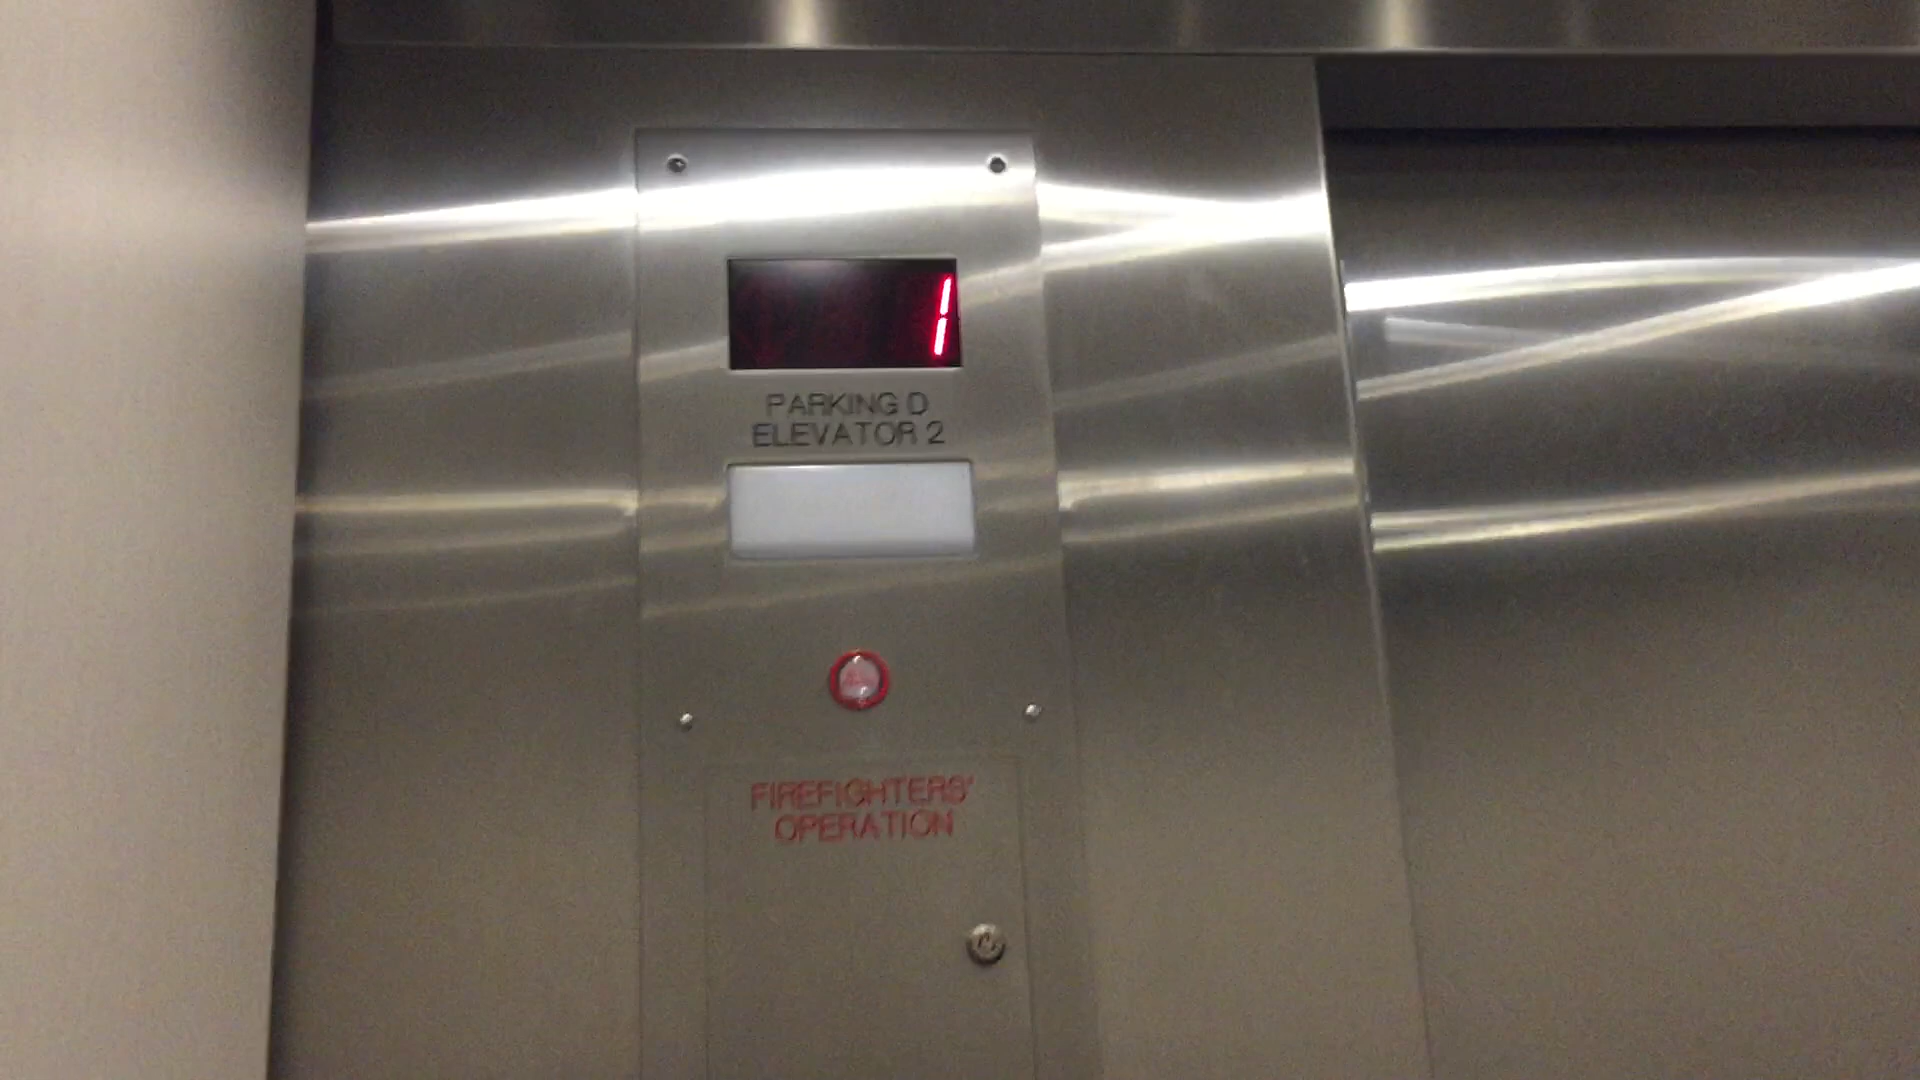 1
PARKING D
ELEVATOR 2
FIREFIGHTERS'
OPERATION